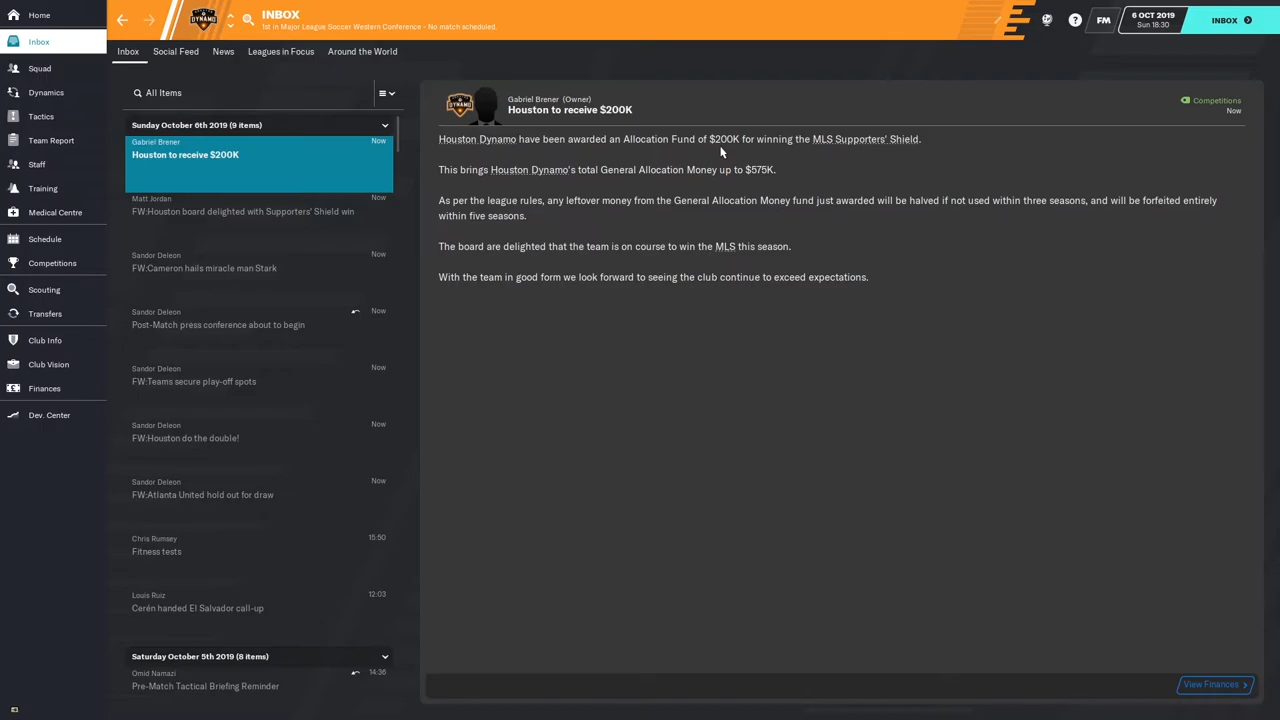 Home
Inbox
Squad
Dynamics
Tactics
Team Report
Staff
Training
Medical Centre
Schedule
Competitions
Scouting
Transfers
Club Info
Club Vision
Finances
Dev. Center
INBOX
1st in Major League Soccer Western Conference - No match scheduled.
?
FM
6 OCT 2019
Sun 18:30
INBOX
Inbox
Social Feed
News
Leagues in Focus
Around the World
All Items
Sunday October 6th 2019 (9 items)
Gabriel Brener Now
Houston to receive $200K
Matt Jordan Now
FW:Houston board delighted with Supporters' Shield win
Sandor Deleon Now
FW:Cameron hails miracle man Stark
Sandor Deleon Now
Post-Match press conference about to begin
Sandor Deleon Now
FW:Teams secure play-off spots
Sandor Deleon Now
FW:Houston do the double!
Sandor Deleon Now
FW:Atlanta United hold out for draw
Chris Rumsey 15:50
Fitness tests
Louis Ruiz 12:03
Cerén handed El Salvador call-up
Saturday October 5th 2019 (8 items)
Omid Namazi 14:36
Pre-Match Tactical Briefing Reminder
DYNAMO
Gabriel Brener (Owner)
Houston to receive $200K
Competitions
Now
Houston Dynamo have been awarded an Allocation Fund of $200K for winning the MLS Supporters' Shield.
This brings Houston Dynamo's total General Allocation Money up to $575K.
As per the league rules, any leftover money from the General Allocation Money fund just awarded will be halved if not used within three seasons, and will be forfeited entirely
within five seasons.
The board are delighted that the team is on course to win the MLS this season.
With the team in good form we look forward to seeing the club continue to exceed expectations.
View Finances